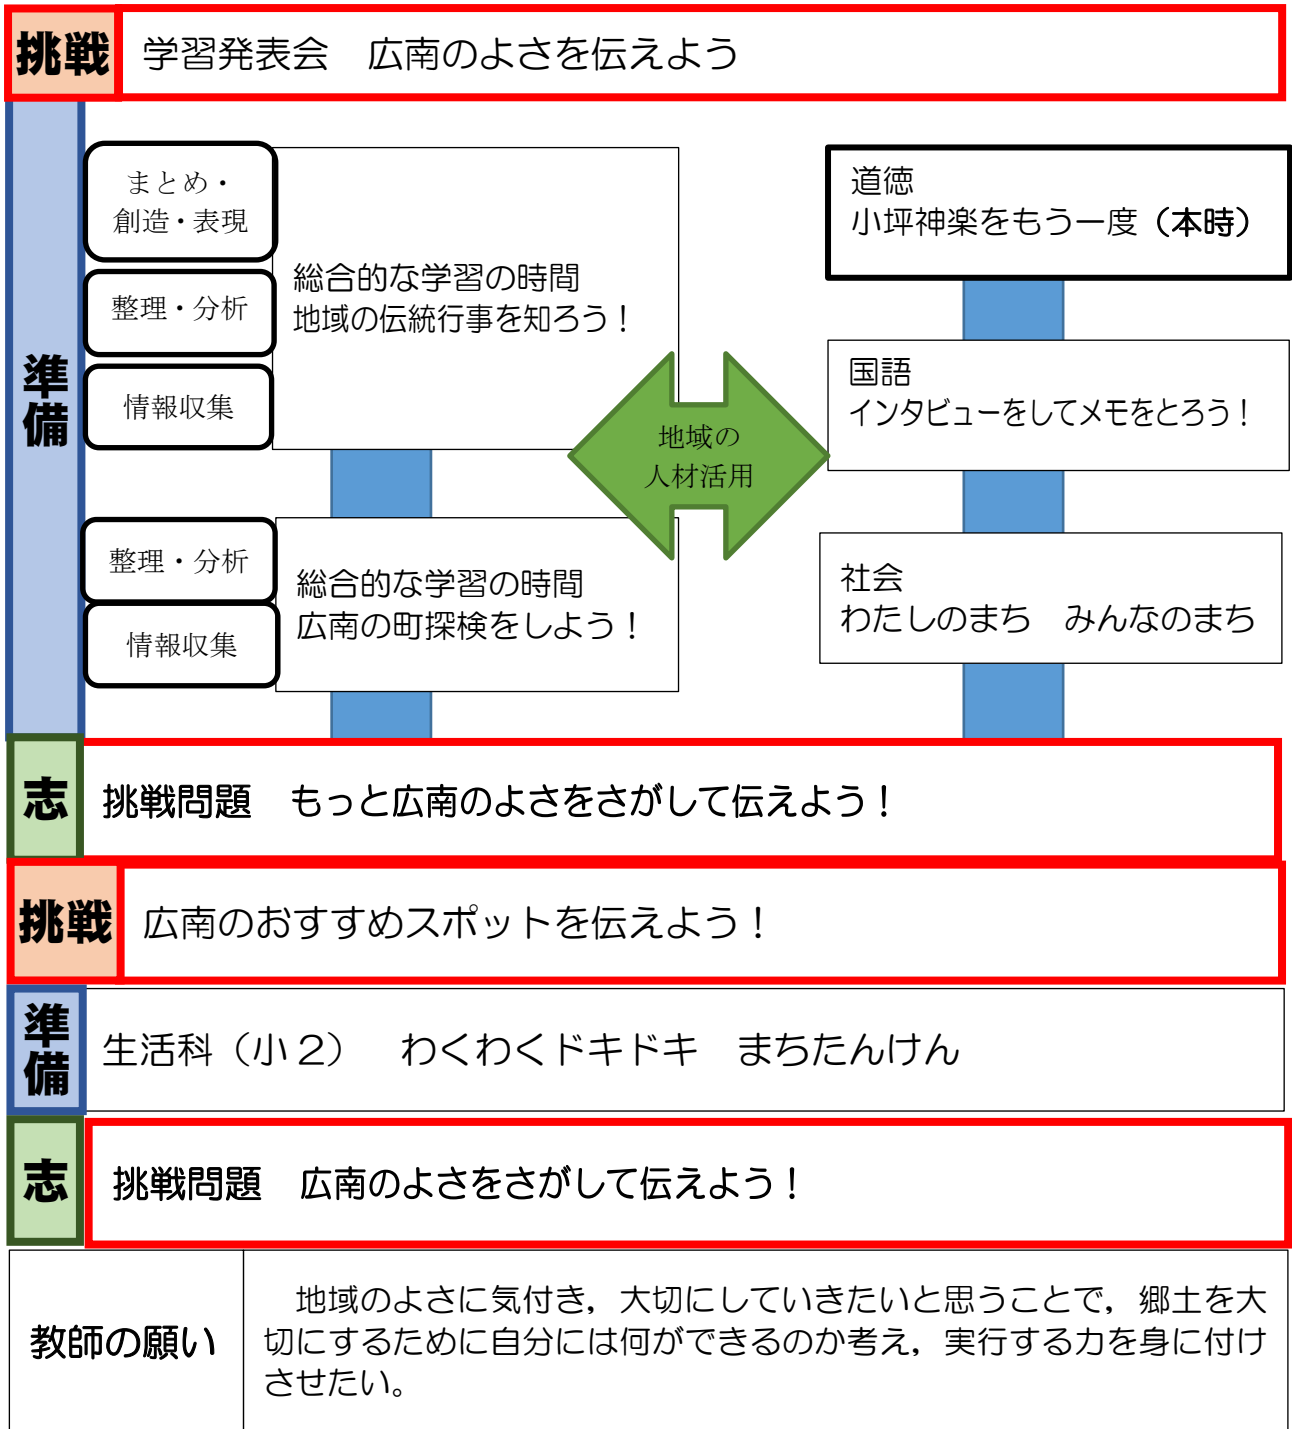 挑戦
学習発表会　広南のよさを伝えよう
準備
まとめ・
創造・表現
整理・分析
情報収集
総合的な学習の時間
地域の伝統行事を知ろう！
道徳
小坪神楽をもう一度（本時）
国語
インタビューをしてメモをとろう！
地域の
人材活用
整理・分析
情報収集
総合的な学習の時間
広南の町探検をしよう！
社会
わたしのまち　みんなのまち
志
挑戦問題　もっと広南のよさをさがして伝えよう！
挑戦
広南のおすすめスポットを伝えよう！
準備
生活科（小２）　わくわくドキドキ　まちたんけん
志
挑戦問題　広南のよさをさがして伝えよう！
教師の願い
　地域のよさに気付き，大切にしていきたいと思うことで，郷土を大
切にするために自分には何ができるのか考え，実行する力を身に付け
させたい。